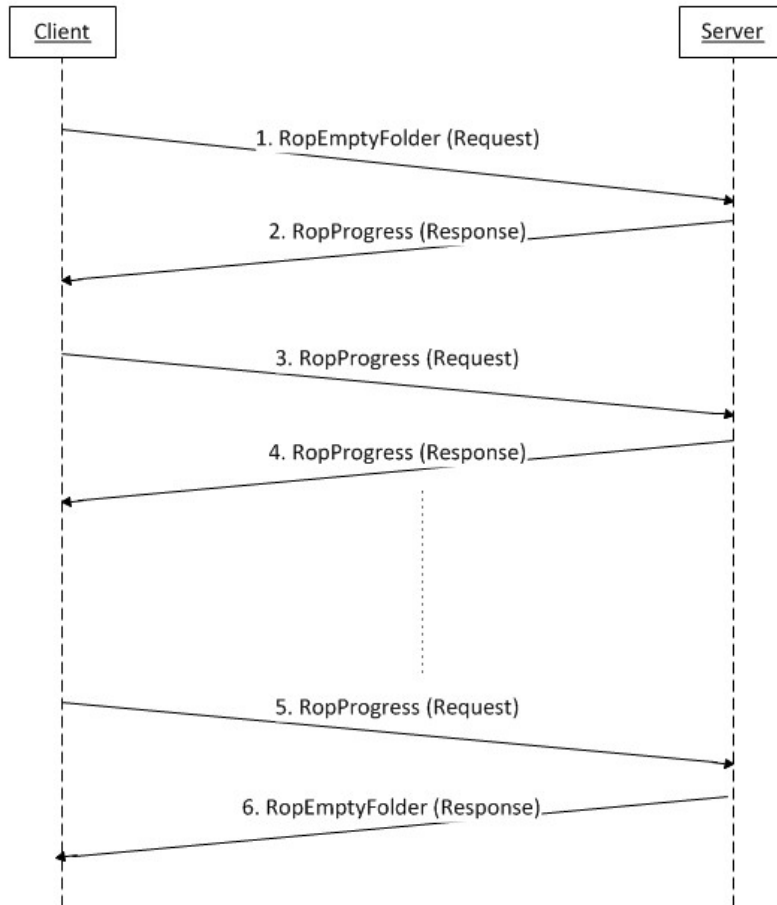 Client
Server
1. RopEmptyFolder (Request)
2. RopProgress (Response)
3. RopProgress (Request)
4. RopProgress (Response)
5. RopProgress (Request)
6. RopEmptyFolder (Response)